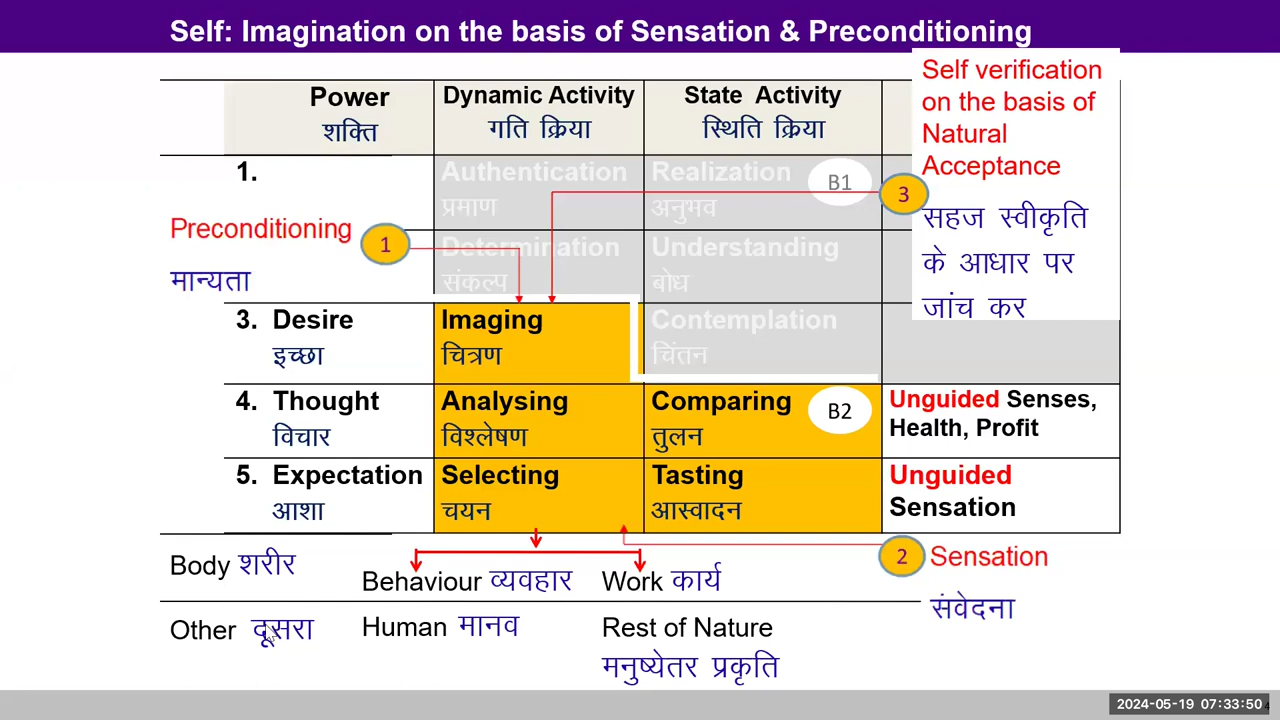 Self: Imagination on the basis of Sensation & Preconditioning
Power
शक्ति
Dynamic Activity
गति क्रिया
State Activity
स्थिति क्रिया
Self verification
on the basis of
Natural
Acceptance
सहज स्वीकृति
के आधार पर
जांच कर
3
1.
Authentication
प्रमाण
Realization
अनुभव
B1
Preconditioning
मान्यता
1
Determination
संकल्प
Understanding
बोध
3. Desire
इच्छा
Imaging
चित्रण
Contemplation
चिंतन
4. Thought
विचार
Analysing
विश्लेषण
Comparing
तुलन
B2
Unguided Senses,
Health, Profit
5. Expectation
आशा
Selecting
चयन
Tasting
आस्वादन
Unguided
Sensation
2
Sensation
संवेदना
Body शरीर
Behaviour व्यवहार
Work कार्य
Other दूसरा
Human मानव
Rest of Nature
मनुष्येतर प्रकृति
2024-05-19 07:33:50